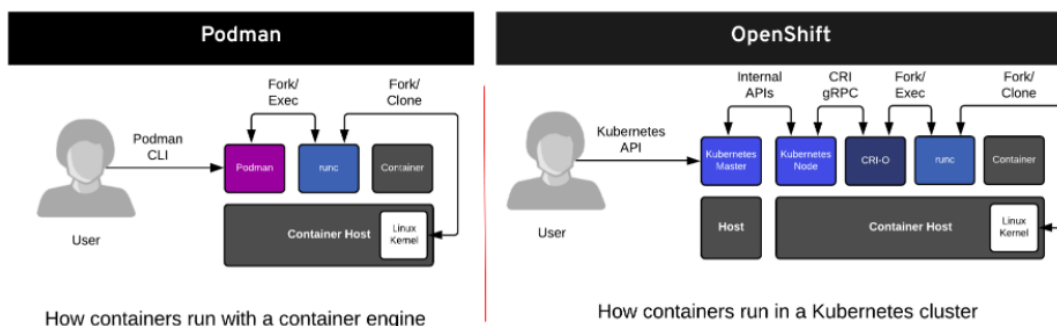 Podman
Fork/
Exec
Fork/
Clone
Podman
CLI
Podman
runc
Container
Container Host
Linux
Kernel
User
How containers run with a container engine
OpenShift
Internal
APIs
CRI
gRPC
Fork/
Exec
Fork/
Clone
Kubernetes
API
Kubernetes
Master
Kubernetes
Node
CRI-O
runc
Container
Host
Container Host
Linux
Kernel
User
How containers run in a Kubernetes cluster